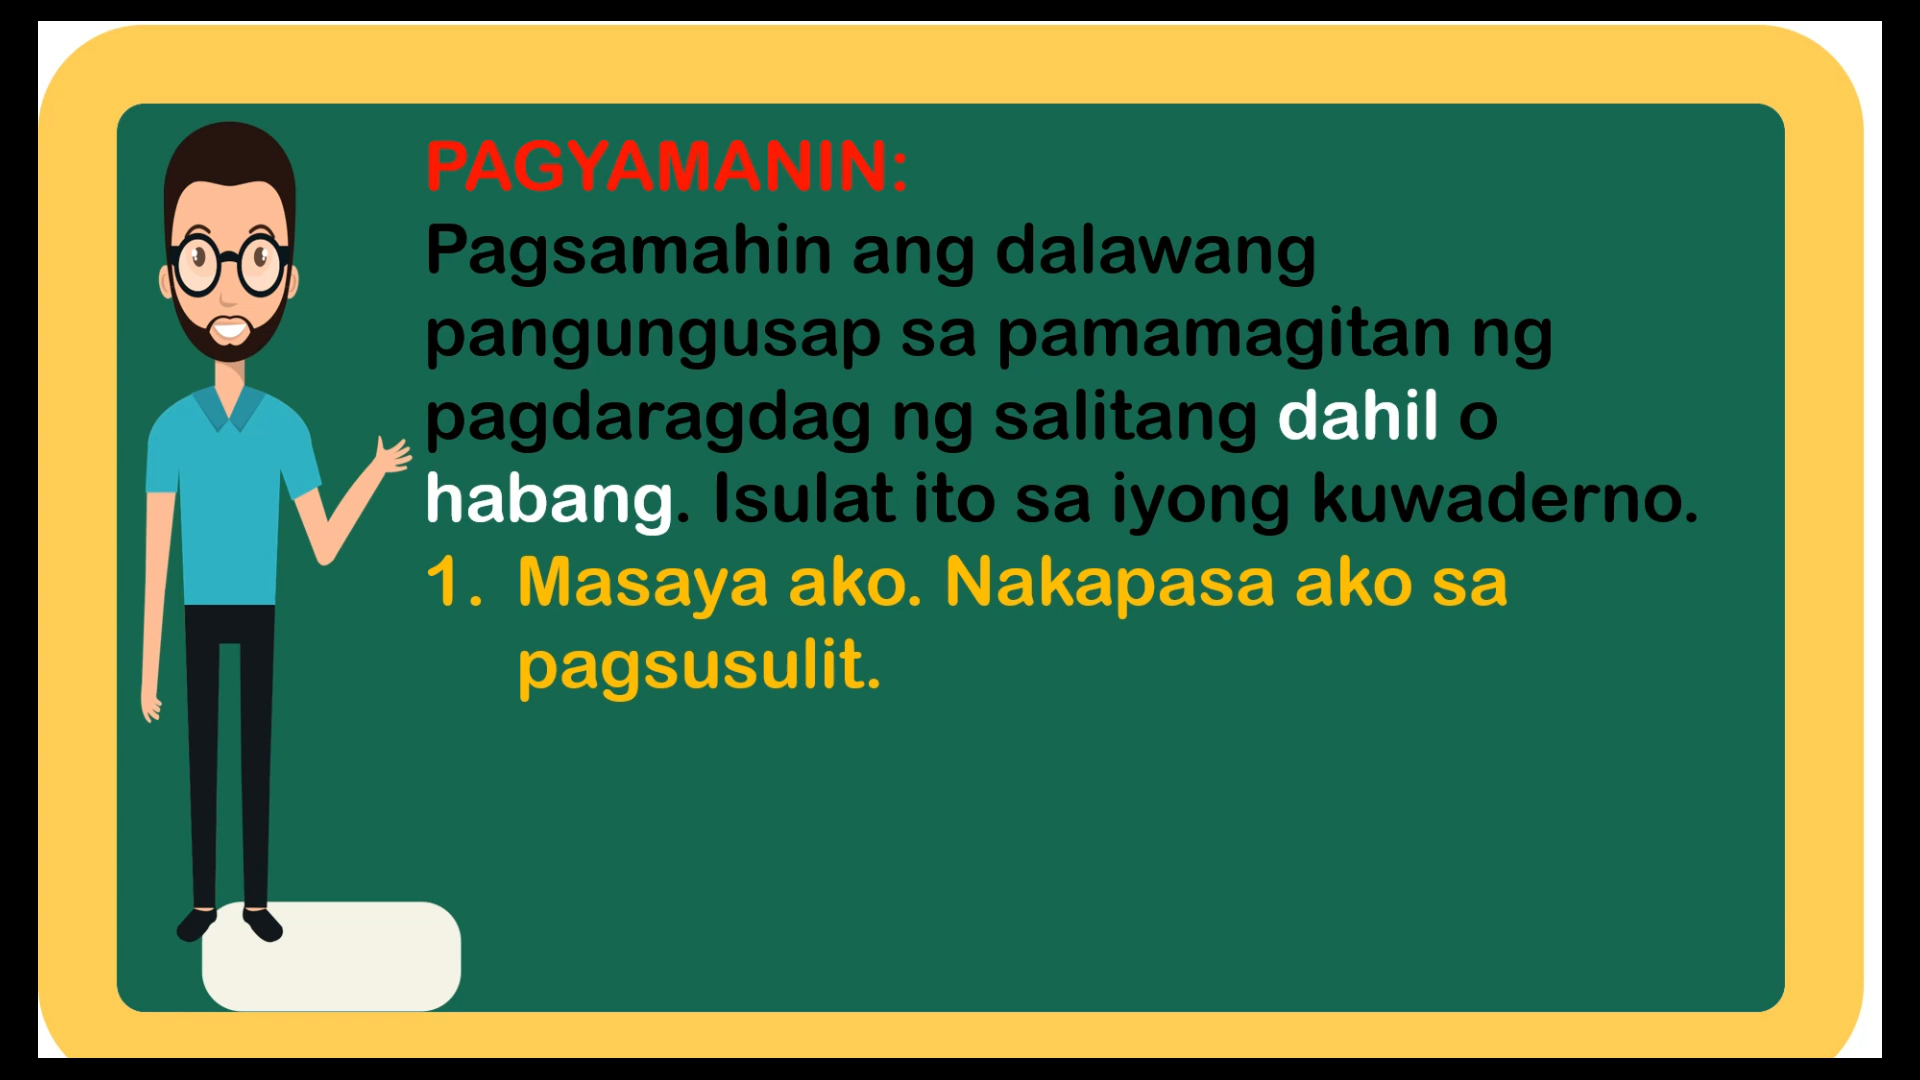 PAGYAMANIN:
Pagsamahin ang dalawang
pangungusap sa pamamagitan ng
pagdaragdag ng salitang dahil o
habang. Isulat ito sa iyong kuwaderno.
1. Masaya ako. Nakapasa ako sa
pagsusulit.